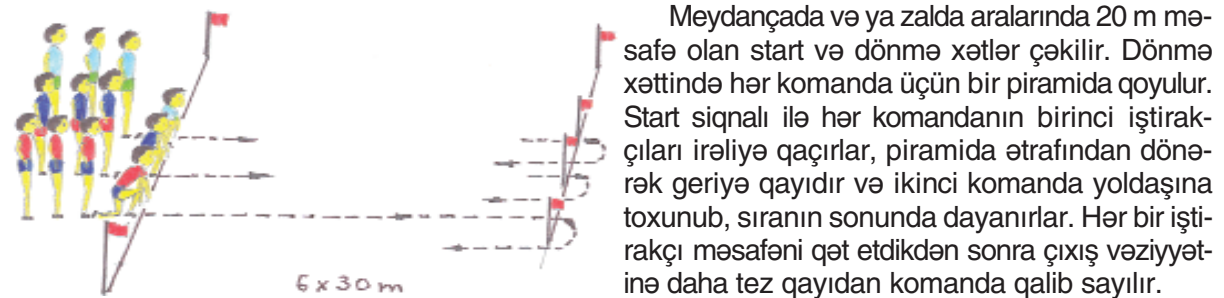 Meydançada və ya zalda aralarında 20 m mə-
safə olan start və dönmə xətlər çəkilir. Dönmə
xəttində hər komanda üçün bir piramida qoyulur.
Start siqnalı ilə hər komandanın birinci iştirak-
çıları irəliyə qaçırlar, piramida ətrafından dönə-
rək geriyə qayıdır və ikinci komanda yoldaşına
toxunub, sıranın sonunda dayanırlar. Hər bir işti-
rakçı məsafəni qət etdikdən sonra çıxış vəziyyət-
inə daha tez qayıdan komanda qalib sayılır.
6 x 30 m